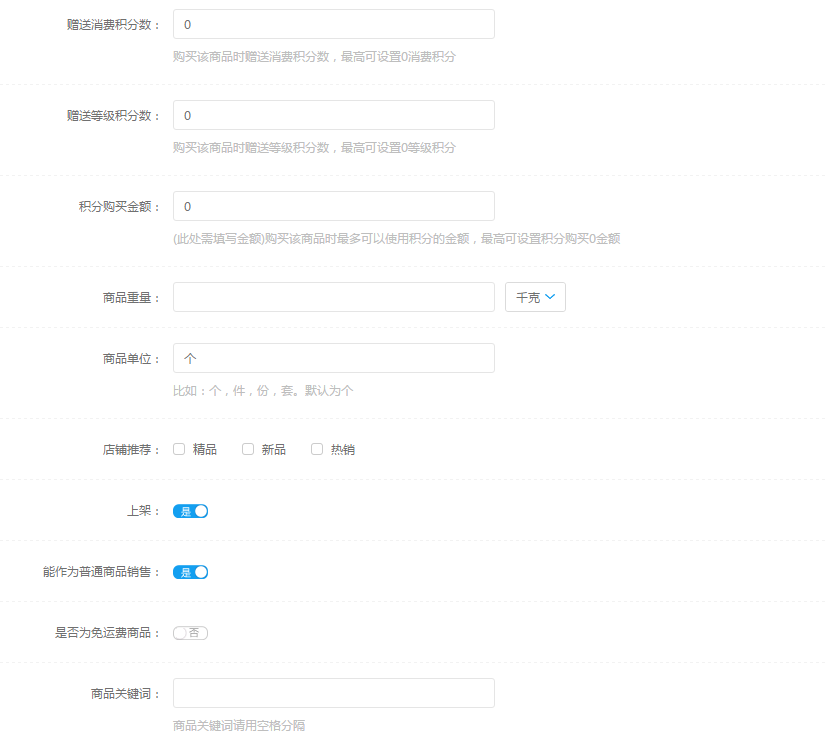 赠送消费积分数： 0
购买该商品时赠送消费积分数，最高可设置0消费积分
赠送等级积分数： 0
购买该商品时赠送等级积分数，最高可设置0等级积分
积分购买金额： 0
(此处需填写金额)购买该商品时最多可以使用积分的金额，最高可设置积分购买0金额
商品重量： 千克
商品单位： 个
比如：个，件，份，套。默认为个
店铺推荐： 精品 新品 热销
上架： 是
能作为普通商品销售： 是
是否为免运费商品： 否
商品关键词：
商品关键词请用空格分隔